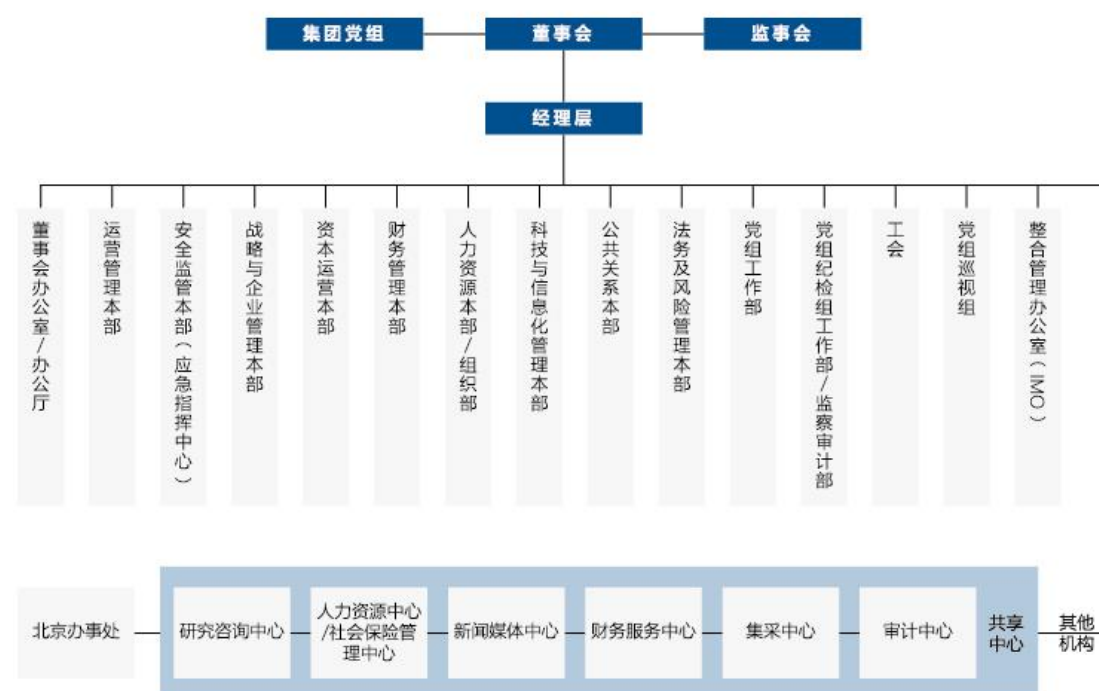 集团党组
董事会
监事会
经理层
董事会办公室/办公厅
运营管理本部
安全监管本部（应急指挥中心）
战略与企业管理本部
资本运营本部
财务管理本部
人力资源本部/组织部
科技与信息化管理本部
公共关系本部
法务及风险管理本部
党组工作部
党组纪检组工作部/监察审计部
工会
党组巡视组
整合管理办公室（IMO）
北京办事处
研究咨询中心
人力资源中心
/社会保险管
理中心
新闻媒体中心
财务服务中心
集采中心
审计中心
共享
中心
其他
机构